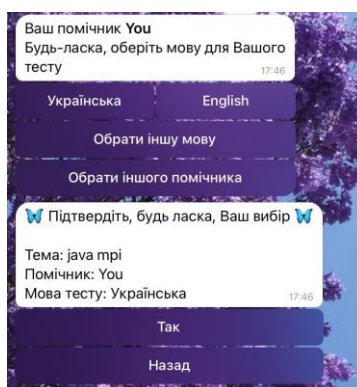 Ваш помічник You
Будь-ласка, оберіть мову для Вашого
тесту
17:46
Українська English
Обрати іншу мову
Обрати іншого помічника
🦋 Підтвердіть, будь ласка, Ваш вибір 🦋
Тема: java mpi
Помічник: You
Мова тесту: Українська
17:46
Так
Назад